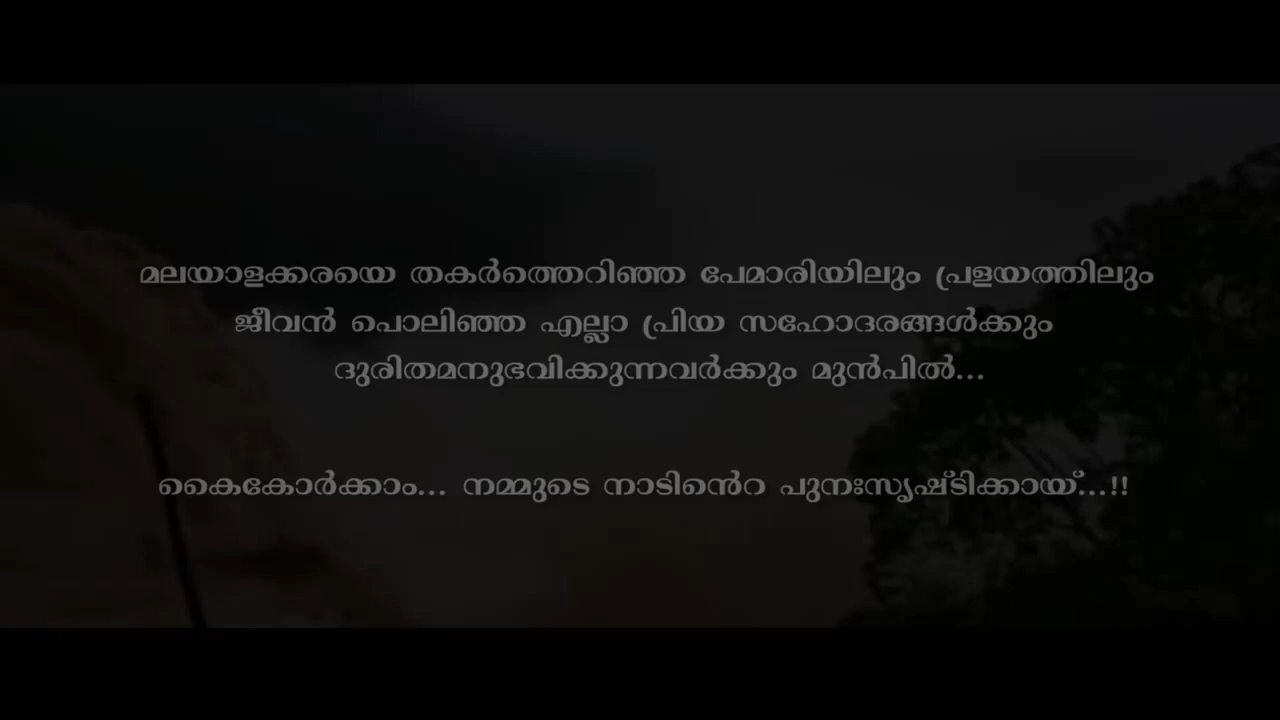 മലയാളക്കരയെ തകർത്തെറിഞ്ഞ പേമാരിയിലും പ്രളയത്തിലും
ജീവൻ പൊലിഞ്ഞ എല്ലാ പ്രിയ സഹോദരങ്ങൾക്കും
ദുരിതമനുഭവിക്കുന്നവർക്കും മുൻപിൽ...
കൈകോർക്കാം... നമ്മുടെ നാടിൻെറ പുനഃസൃഷ്ടിക്കായ്...!!